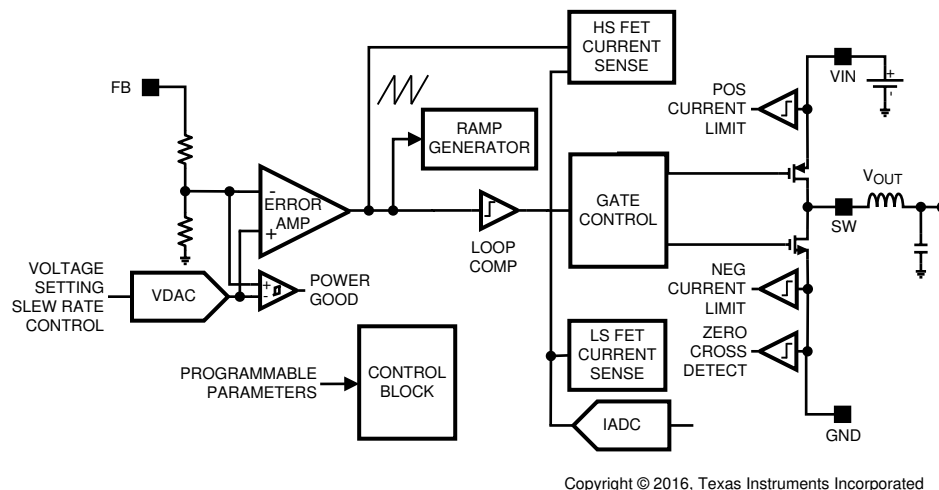 HS FET
CURRENT
SENSE
VIN
+
-
FB
POS
CURRENT
LIMIT
RAMP
GENERATOR
-
ERROR
AMP
+
GATE
CONTROL
VOUT
SW
LOOP
COMP
VOLTAGE
SETTING
SLEW RATE
CONTROL
VDAC
+
-
POWER
GOOD
NEG
CURRENT
LIMIT
LS FET
CURRENT
SENSE
ZERO
CROSS
DETECT
PROGRAMMABLE
PARAMETERS
CONTROL
BLOCK
IADC
GND
Copyright © 2016, Texas Instruments Incorporated